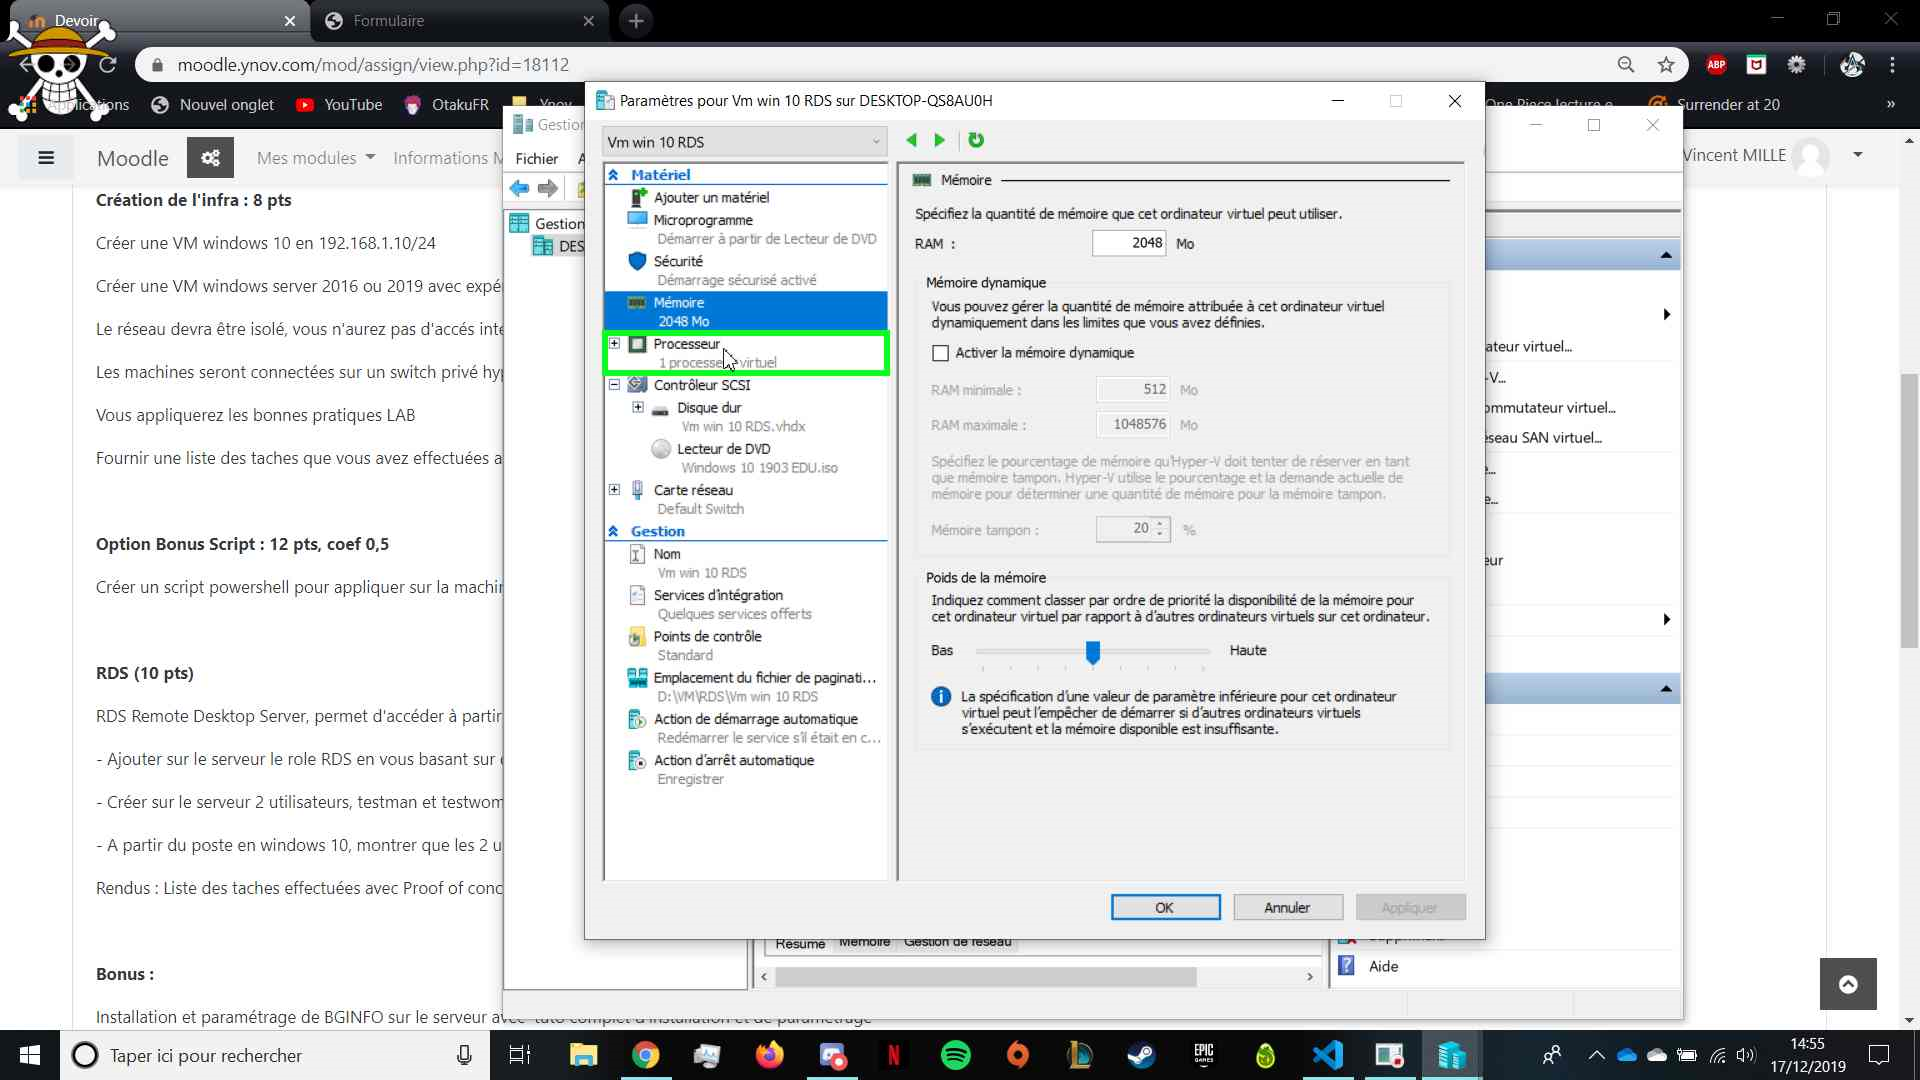 Devoir
Formulaire
moodle.ynov.com/mod/assign/view.php?id=18112
ABP
Nouvel onglet
YouTube
OtakuFR
Ynov
One Piece lecture e
Surrender at 20
»
Moodle
Mes modules
Informations M
Vincent MILLE
Création de l'infra : 8 pts
Créer une VM windows 10 en 192.168.1.10/24
Créer une VM windows server 2016 ou 2019 avec expé
Le réseau devra être isolé, vous n'aurez pas d'accés inte
Les machines seront connectées sur un switch privé hy
Vous appliquerez les bonnes pratiques LAB
Fournir une liste des taches que vous avez effectuées a
Option Bonus Script : 12 pts, coef 0,5
Créer un script powershell pour appliquer sur la machin
RDS (10 pts)
RDS Remote Desktop Server, permet d'accéder à partir
- Ajouter sur le serveur le role RDS en vous basant sur
- Créer sur le serveur 2 utilisateurs, testman et testwom
- A partir du poste en windows 10, montrer que les 2 u
Rendus : Liste des taches effectuées avec Proof of conc
Bonus :
Installation et paramétrage de BGINFO sur le serveur avec tuto complet d'installation et de paramétrage
Gestion
Fichier
A
Gestion
DES
Paramètres pour Vm win 10 RDS sur DESKTOP-QS8AU0H
Vm win 10 RDS
Matériel
Ajouter un matériel
Microprogramme
Démarrer à partir de Lecteur de DVD
Sécurité
Démarrage sécurisé activé
Mémoire
2048 Mo
Processeur
1 processeur virtuel
Contrôleur SCSI
Disque dur
Vm win 10 RDS.vhdx
Lecteur de DVD
Windows 10 1903 EDU.iso
Carte réseau
Default Switch
Gestion
Nom
Vm win 10 RDS
Services d'intégration
Quelques services offerts
Points de contrôle
Standard
Emplacement du fichier de paginati...
D:\VM\RDS\Vm win 10 RDS
Action de démarrage automatique
Redémarrer le service s'il était en c...
Action d'arrêt automatique
Enregistrer
Mémoire
Spécifiez la quantité de mémoire que cet ordinateur virtuel peut utiliser.
RAM : 2048 Mo
Mémoire dynamique
Vous pouvez gérer la quantité de mémoire attribuée à cet ordinateur virtuel
dynamiquement dans les limites que vous avez définies.
Activer la mémoire dynamique
RAM minimale : 512 Mo
RAM maximale : 1048576 Mo
Spécifiez le pourcentage de mémoire qu'Hyper-V doit tenter de réserver en tant
que mémoire tampon. Hyper-V utilise le pourcentage et la demande actuelle de
mémoire pour déterminer une quantité de mémoire pour la mémoire tampon.
Mémoire tampon : 20 %
Poids de la mémoire
Indiquez comment classer par ordre de priorité la disponibilité de la mémoire pour
cet ordinateur virtuel par rapport à d'autres ordinateurs virtuels sur cet ordinateur.
Bas Haute
La spécification d'une valeur de paramètre inférieure pour cet ordinateur
virtuel peut l'empêcher de démarrer si d'autres ordinateurs virtuels
s'exécutent et la mémoire disponible est insuffisante.
OK Annuler Appliquer
ateur virtuel...
-V...
ommutateur virtuel...
éseau SAN virtuel...
e...
e...
eur
Résumé Mémoire Gestion de réseau
Aide
Taper ici pour rechercher
EPIC
GAMES
14:55
17/12/2019